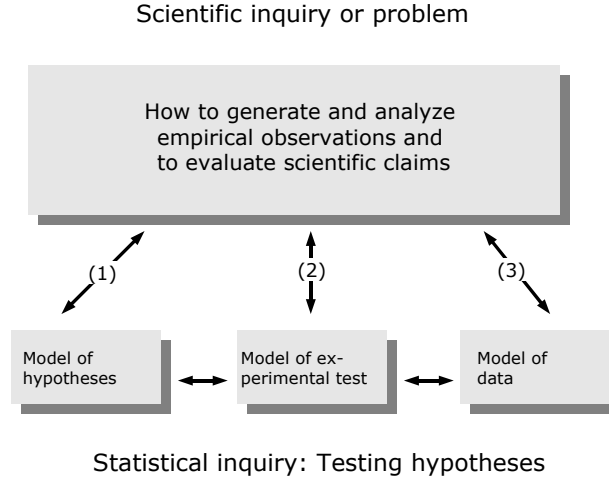 Scientific inquiry or problem
How to generate and analyze
empirical observations and
to evaluate scientific claims
(1)
(2)
(3)
Model of
hypotheses
Model of ex-
perimental test
Model of
data
Statistical inquiry: Testing hypotheses